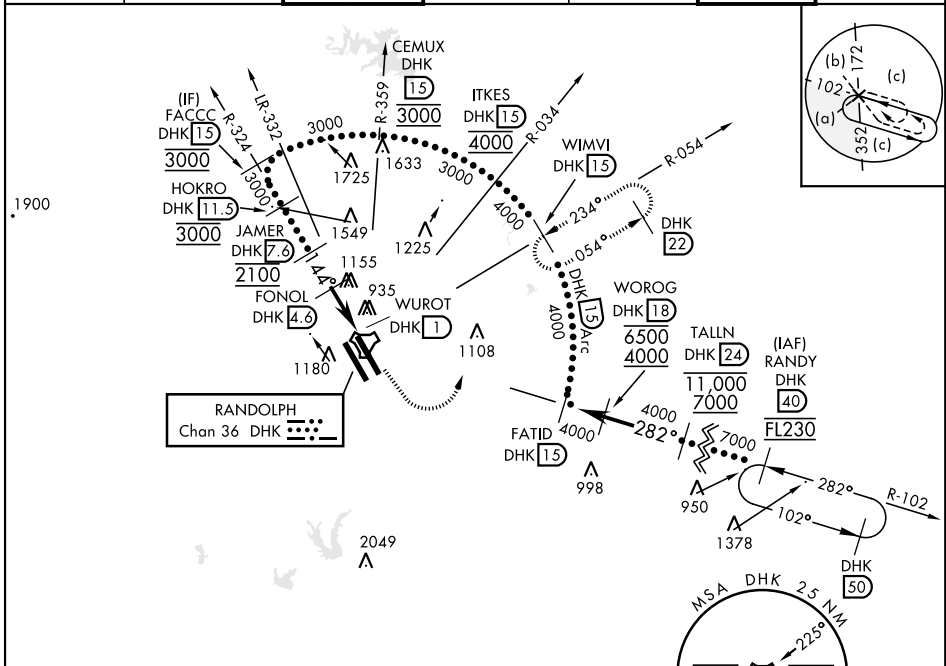 CEMUX
DHK
15
3000
R-359
(IF)
FACCC
DHK 15
3000
R-324
LR-332
3000
ITKES
DHK 15
4000
R-034
WIMVI
DHK 15
R-054
1725
1633
3000
4000
(b)
172
(c)
102
(a)
352
(c)
1900
HOKRO
DHK 11.5
3000
3000
1549
1225
234°
054°
DHK
22
JAMER
DHK 7.6
2100
144°
1155
935
FONOL
DHK 4.6
WUROT
DHK 1
1108
1180
DHK 15 Arc
4000
WOROG
DHK 18
6500
4000
TALLN
DHK 24
11,000
7000
(IAF)
RANDY
DHK
40
FL230
RANDOLPH
Chan 36 DHK
FATID
DHK 15
4000
4000
282°
7000
998
950
1378
282°
102°
R-102
DHK
50
2049
MSA DHK 25 NM
225°